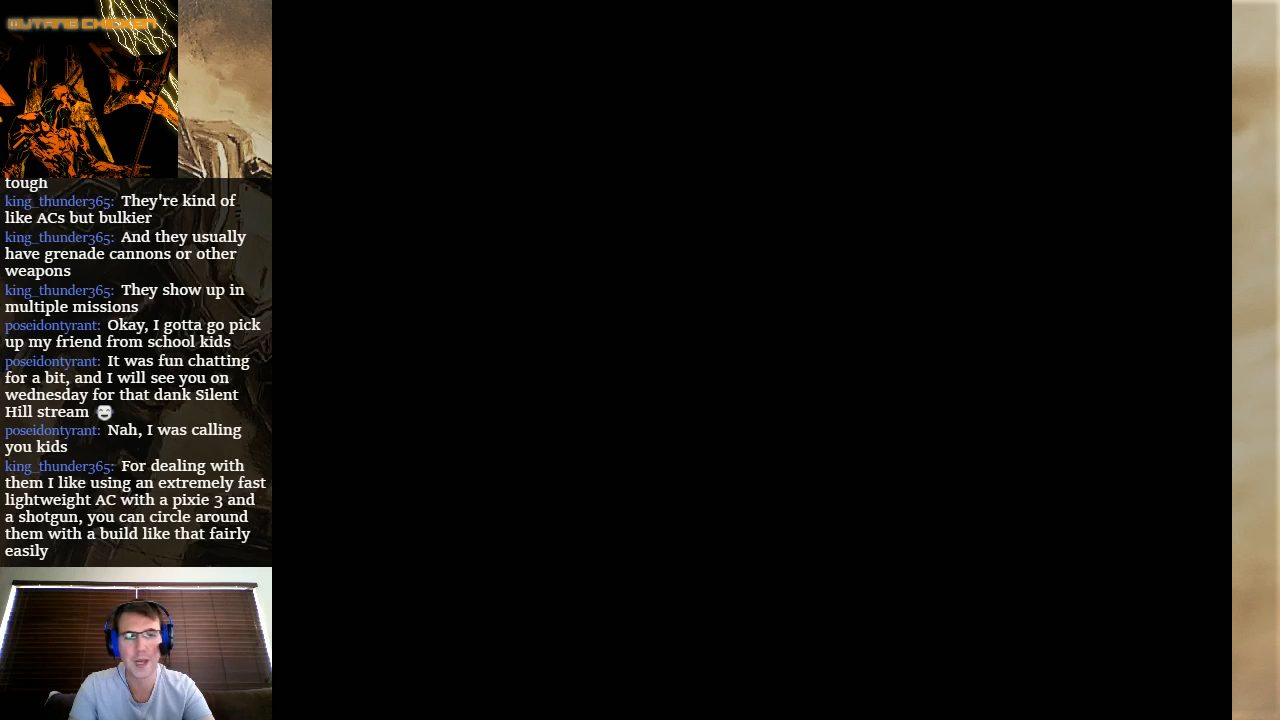 WUTANG CHICKEN
tough
king_thunder365: They're kind of
like ACs but bulkier
king_thunder365: And they usually
have grenade cannons or other
weapons
king_thunder365: They show up in
multiple missions
poseidontyrant: Okay, I gotta go pick
up my friend from school kids
poseidontyrant: It was fun chatting
for a bit, and I will see you on
wednesday for that dank Silent
Hill stream
poseidontyrant: Nah, I was calling
you kids
king_thunder365: For dealing with
them I like using an extremely fast
lightweight AC with a pixie 3 and
a shotgun, you can circle around
them with a build like that fairly
easily